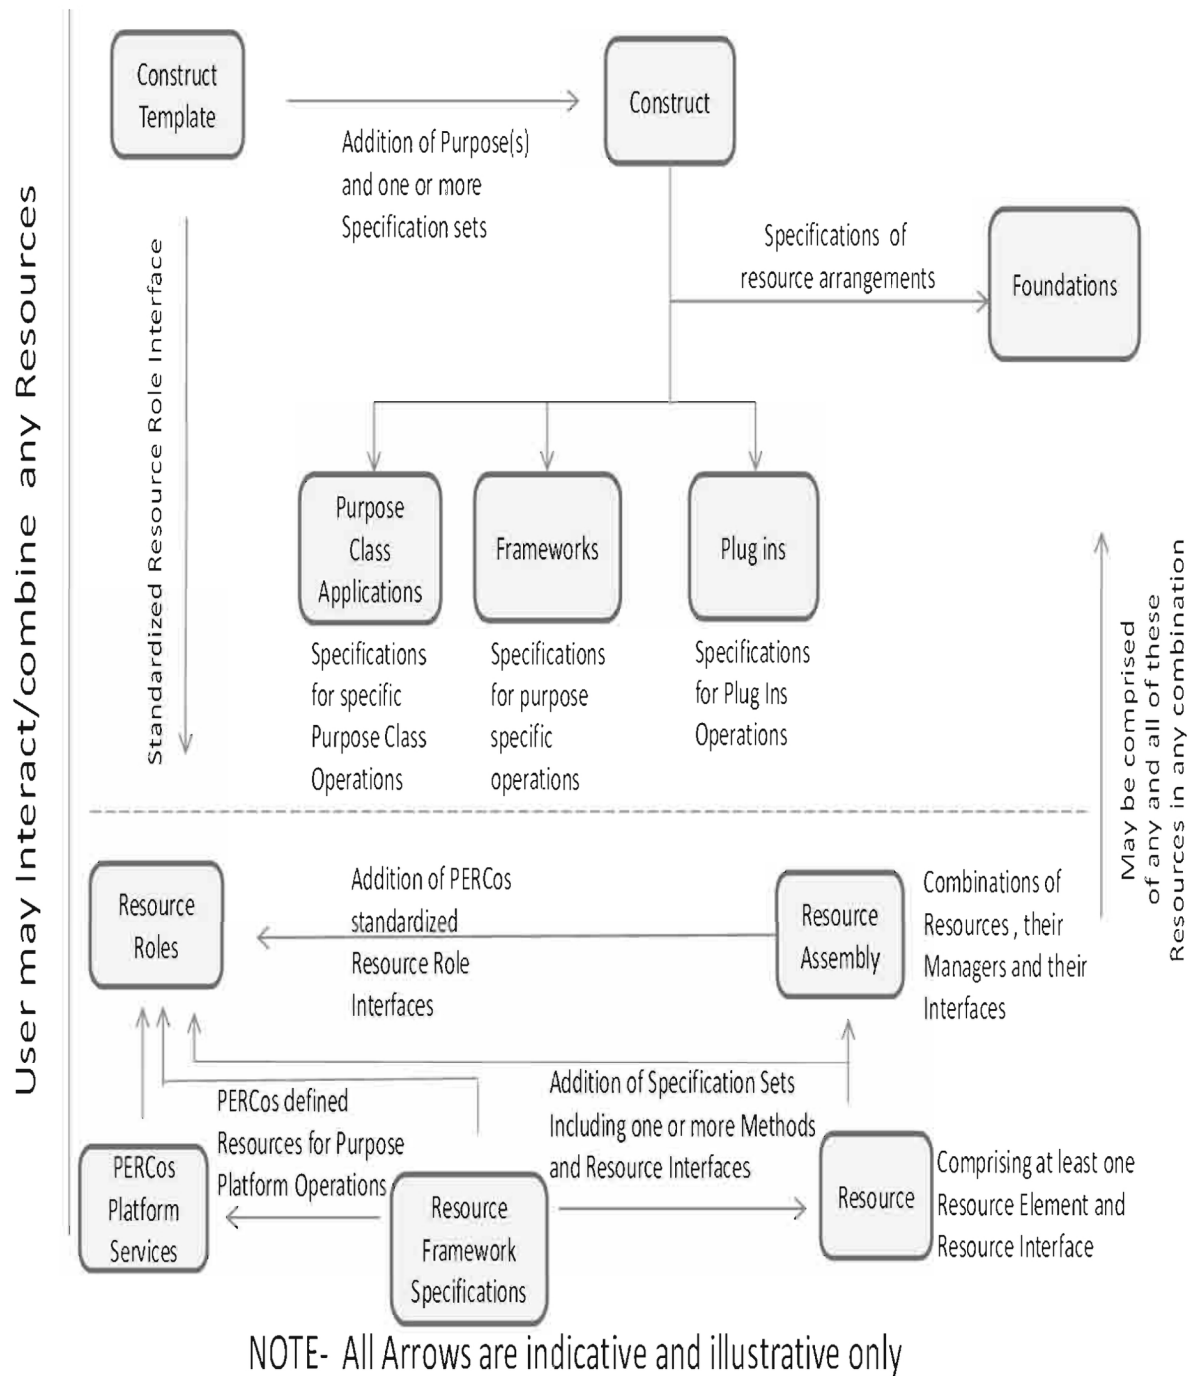 User may Interact/combine any Resources
Construct
Template
Addition of Purpose(s)
and one or more
Specification sets
Construct
Specifications of
resource arrangements
Foundations
Standardized Resource Role Interface
Purpose
Class
Applications
Frameworks
Plug ins
Specifications
for specific
Purpose Class
Operations
Specifications
for purpose
specific
operations
Specifications
for Plug Ins
Operations
May be comprised
of any and all of these
Resources in any combination
Resource
Roles
Addition of PERCos
standardized
Resource Role
Interfaces
Resource
Assembly
Combinations of
Resources , their
Managers and their
Interfaces
PERCos defined
Resources for Purpose
Platform Operations
Addition of Specification Sets
Including one or more Methods
and Resource Interfaces
PERCos
Platform
Services
Resource
Framework
Specifications
Resource
Comprising at least one
Resource Element and
Resource Interface
NOTE- All Arrows are indicative and illustrative only